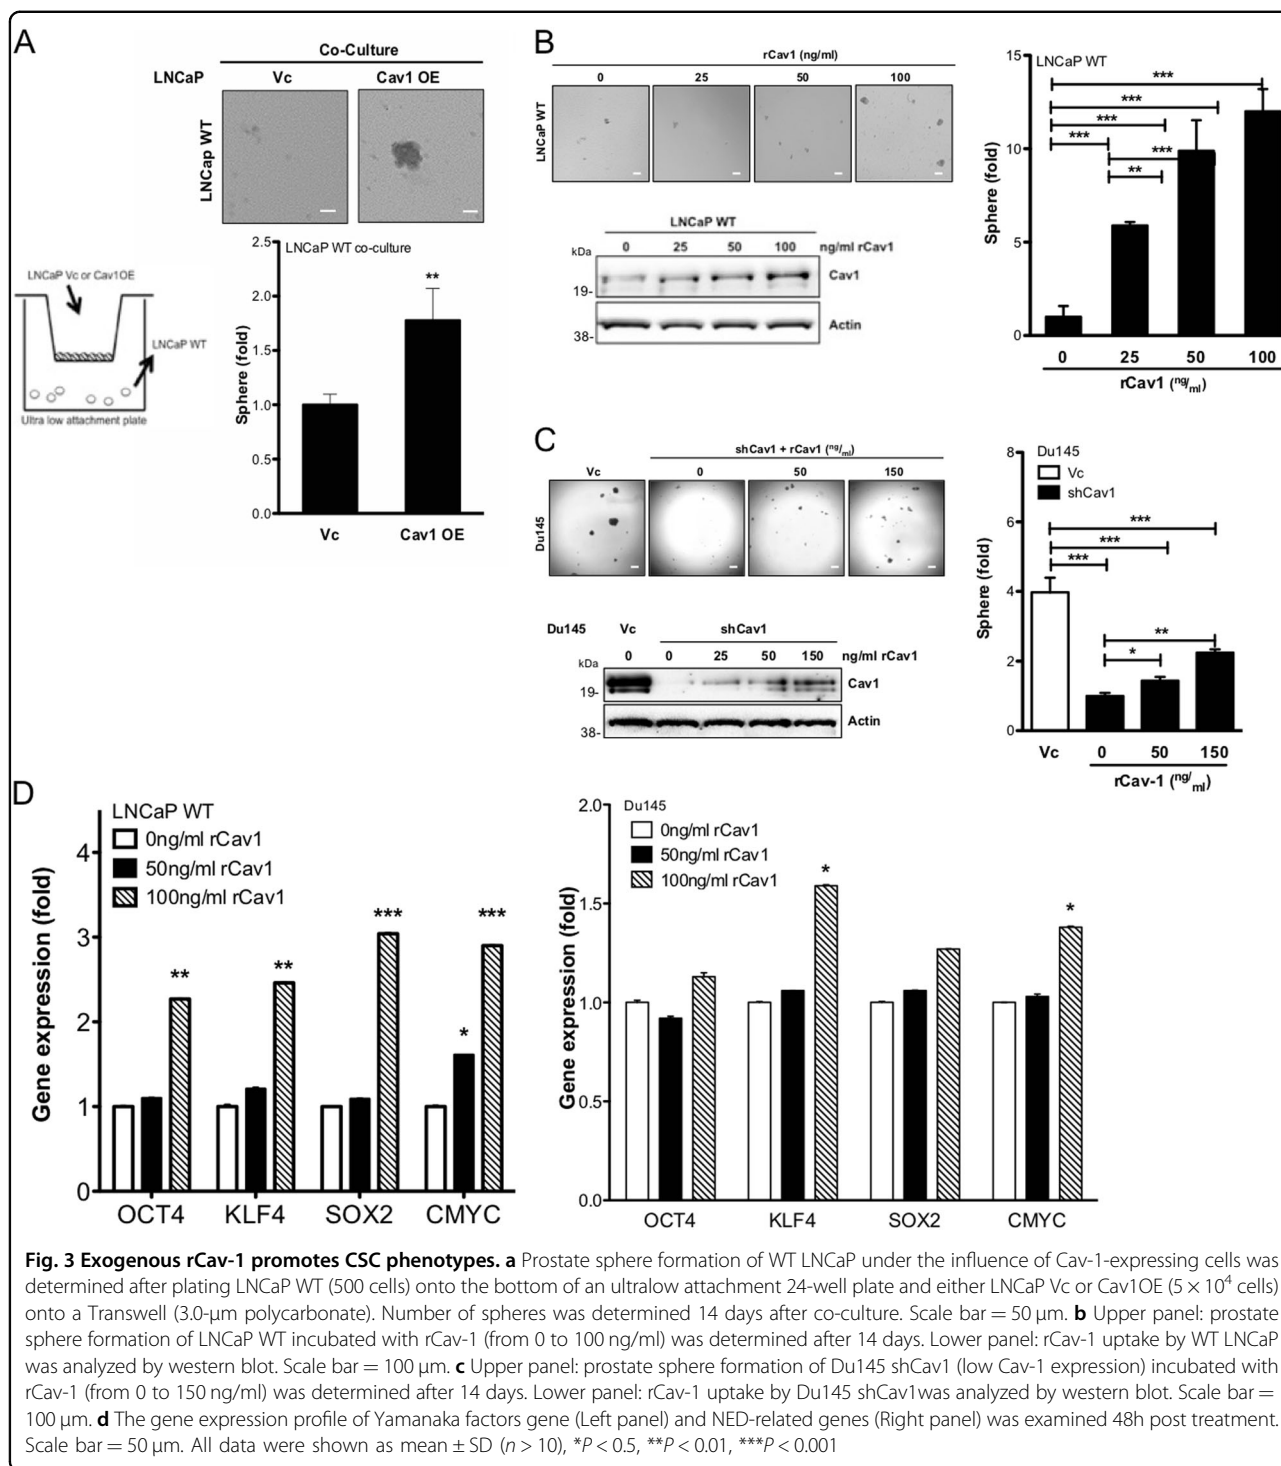 A
Co-Culture
LNCaP Vc Cav1 OE
LNCap WT
LNCaP Vc or Cav1OE
LNCaP WT
Ultra low attachment plate
LNCaP WT co-culture
**
Sphere (fold)
2.5
2.0
1.5
1.0
0.5
0.0
Vc Cav1 OE
B
rCav1 (ng/ml)
0 25 50 100
LNCaP WT
LNCaP WT
kDa 0 25 50 100 ng/ml rCav1
19- Cav1
38- Actin
LNCaP WT
***
***
***
*** ***
**
Sphere (fold)
15
10
5
0
0 25 50 100
rCav1 (ng/ml)
C
shCav1 + rCav1 (ng/ml)
Vc 0 50 150
Du145
Du145 Vc shCav1
kDa 0 0 25 50 150 ng/ml rCav1
19- Cav1
38- Actin
Du145
Vc
shCav1
***
***
***
**
*
Sphere (fold)
8
6
4
2
0
Vc 0 50 150
rCav-1 (ng/ml)
D
LNCaP WT
0ng/ml rCav1
50ng/ml rCav1
100ng/ml rCav1
** ** *** * ***
Gene expression (fold)
4
3
2
1
0
OCT4 KLF4 SOX2 CMYC
Du145
0ng/ml rCav1
50ng/ml rCav1
100ng/ml rCav1
* *
Gene expression (fold)
2.0
1.5
1.0
0.5
0.0
OCT4 KLF4 SOX2 CMYC
Fig. 3 Exogenous rCav-1 promotes CSC phenotypes. a Prostate sphere formation of WT LNCaP under the influence of Cav-1-expressing cells was
determined after plating LNCaP WT (500 cells) onto the bottom of an ultralow attachment 24-well plate and either LNCaP Vc or Cav1OE (5 × 10⁴ cells)
onto a Transwell (3.0-μm polycarbonate). Number of spheres was determined 14 days after co-culture. Scale bar = 50 μm. b Upper panel: prostate
sphere formation of LNCaP WT incubated with rCav-1 (from 0 to 100 ng/ml) was determined after 14 days. Lower panel: rCav-1 uptake by WT LNCaP
was analyzed by western blot. Scale bar = 100 μm. c Upper panel: prostate sphere formation of Du145 shCav1 (low Cav-1 expression) incubated with
rCav-1 (from 0 to 150 ng/ml) was determined after 14 days. Lower panel: rCav-1 uptake by Du145 shCav1was analyzed by western blot. Scale bar =
100 μm. d The gene expression profile of Yamanaka factors gene (Left panel) and NED-related genes (Right panel) was examined 48h post treatment.
Scale bar = 50 μm. All data were shown as mean ± SD (n > 10), *P < 0.5, **P < 0.01, ***P < 0.001